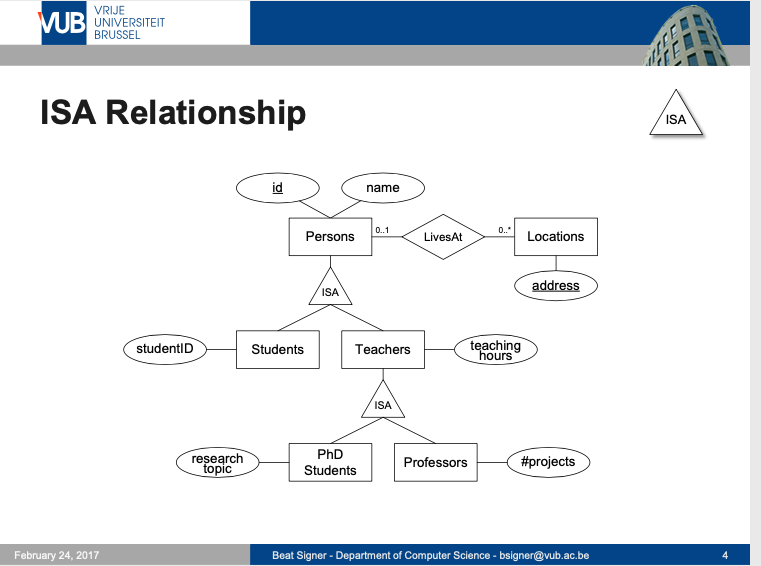 VUB
VRIJE
UNIVERSITEIT
BRUSSEL
ISA Relationship
ISA
id
name
Persons
0..1
LivesAt
0..*
Locations
address
ISA
studentID
Students
Teachers
teaching
hours
ISA
research
topic
PhD
Students
Professors
#projects
February 24, 2017
Beat Signer - Department of Computer Science - bsigner@vub.ac.be
4